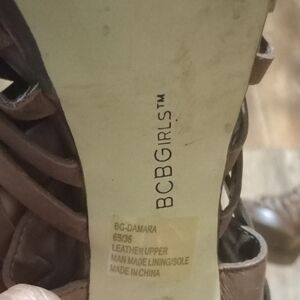 BCBGIRLS™
BG-DAMARA
6B/36
LEATHER UPPER
MAN MADE LINING/SOLE
MADE IN CHINA